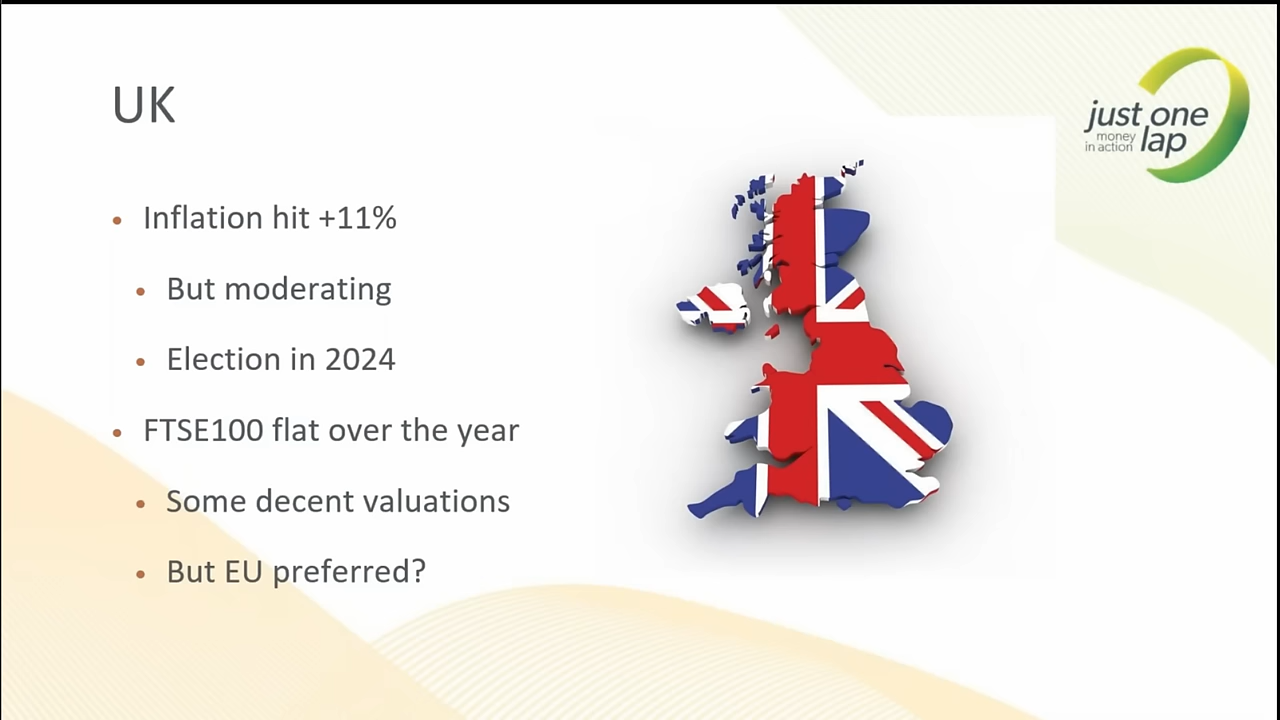 UK
• Inflation hit +11%
• But moderating
• Election in 2024
• FTSE100 flat over the year
• Some decent valuations
• But EU preferred?
just one
money
in action
lap